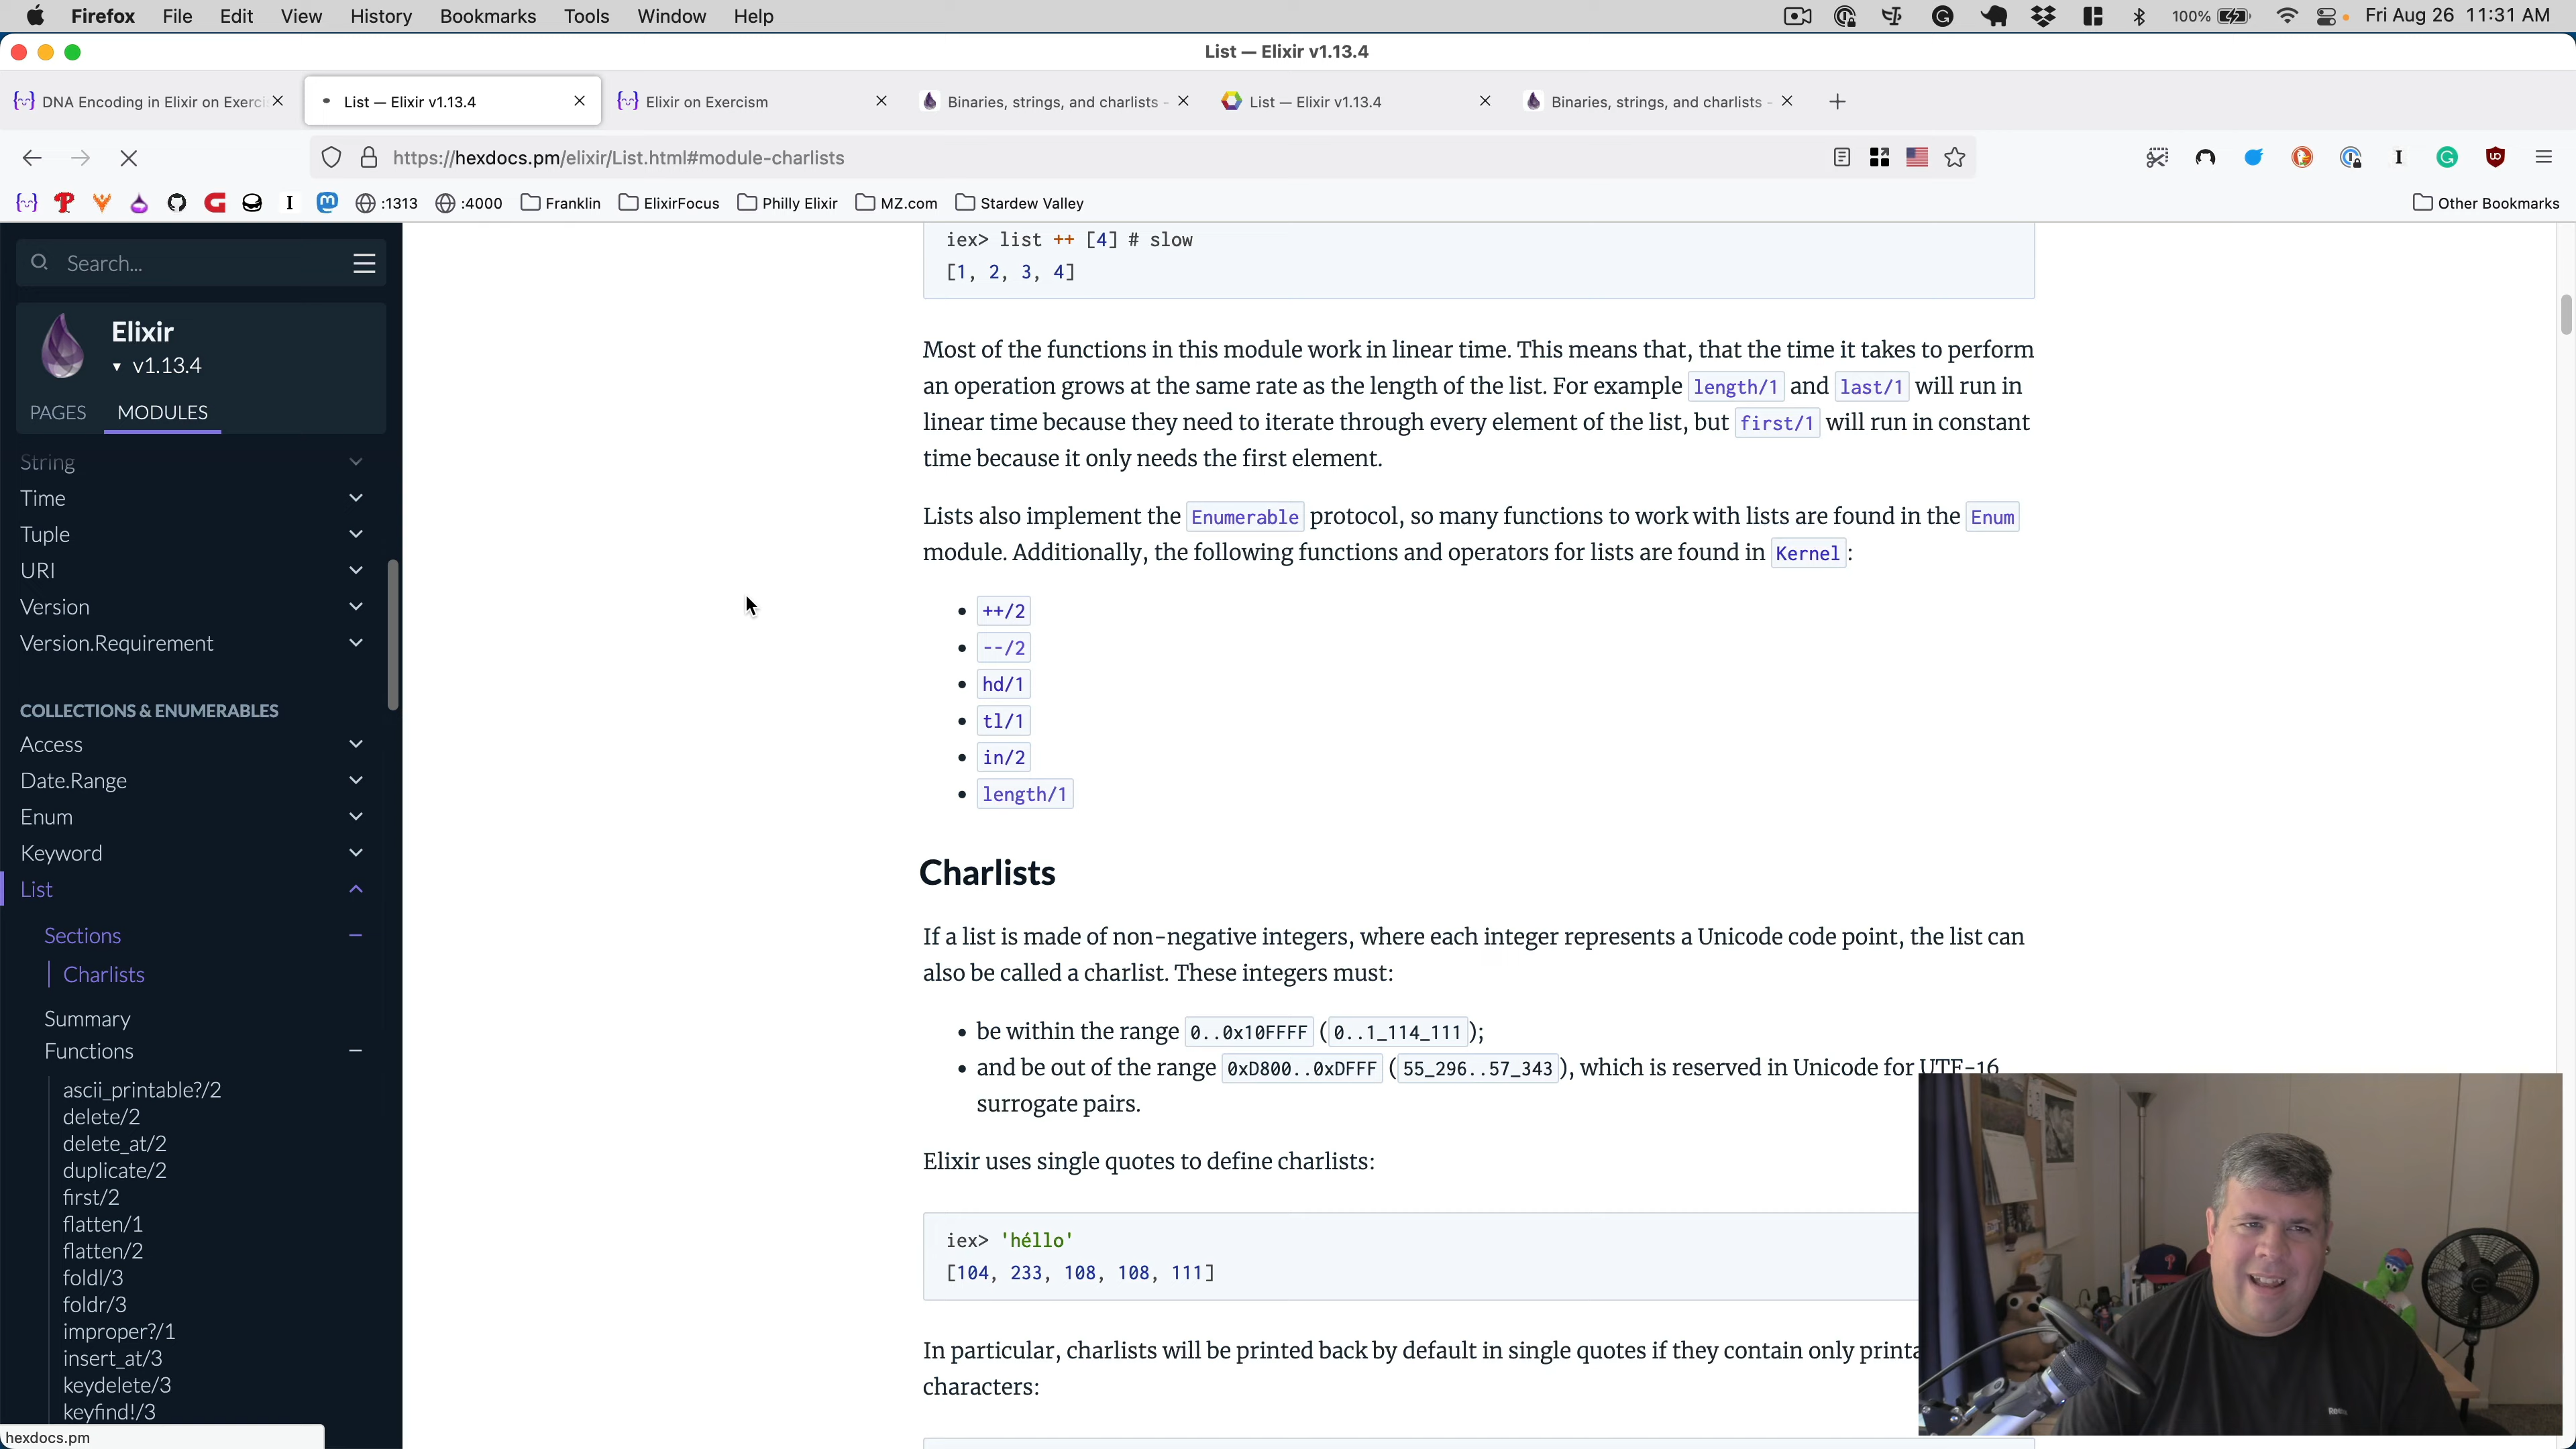 Firefox File Edit View History Bookmarks Tools Window Help 100% Fri Aug 26 11:31 AM
List — Elixir v1.13.4
DNA Encoding in Elixir on Exerci List — Elixir v1.13.4 Elixir on Exercism Binaries, strings, and charlists - List — Elixir v1.13.4 Binaries, strings, and charlists -
https://hexdocs.pm/elixir/List.html#module-charlists
:1313 :4000 Franklin ElixirFocus Philly Elixir MZ.com Stardew Valley Other Bookmarks
Search...
Elixir
v1.13.4
PAGES MODULES
String
Time
Tuple
URI
Version
Version.Requirement
COLLECTIONS & ENUMERABLES
Access
Date.Range
Enum
Keyword
List
Sections
Charlists
Summary
Functions
ascii_printable?/2
delete/2
delete_at/2
duplicate/2
first/2
flatten/1
flatten/2
foldl/3
foldr/3
improper?/1
insert_at/3
keydelete/3
keyfind!/3
hexdocs.pm
iex> list ++ [4] # slow
[1, 2, 3, 4]
Most of the functions in this module work in linear time. This means that, that the time it takes to perform
an operation grows at the same rate as the length of the list. For example length/1 and last/1 will run in
linear time because they need to iterate through every element of the list, but first/1 will run in constant
time because it only needs the first element.
Lists also implement the Enumerable protocol, so many functions to work with lists are found in the Enum
module. Additionally, the following functions and operators for lists are found in Kernel:
• ++/2
• --/2
• hd/1
• tl/1
• in/2
• length/1
Charlists
If a list is made of non-negative integers, where each integer represents a Unicode code point, the list can
also be called a charlist. These integers must:
• be within the range 0..0x10FFFF (0..1_114_111);
• and be out of the range 0xD800..0xDFFF (55_296..57_343), which is reserved in Unicode for UTF-16
surrogate pairs.
Elixir uses single quotes to define charlists:
iex> 'héllo'
[104, 233, 108, 108, 111]
In particular, charlists will be printed back by default in single quotes if they contain only printa
characters: